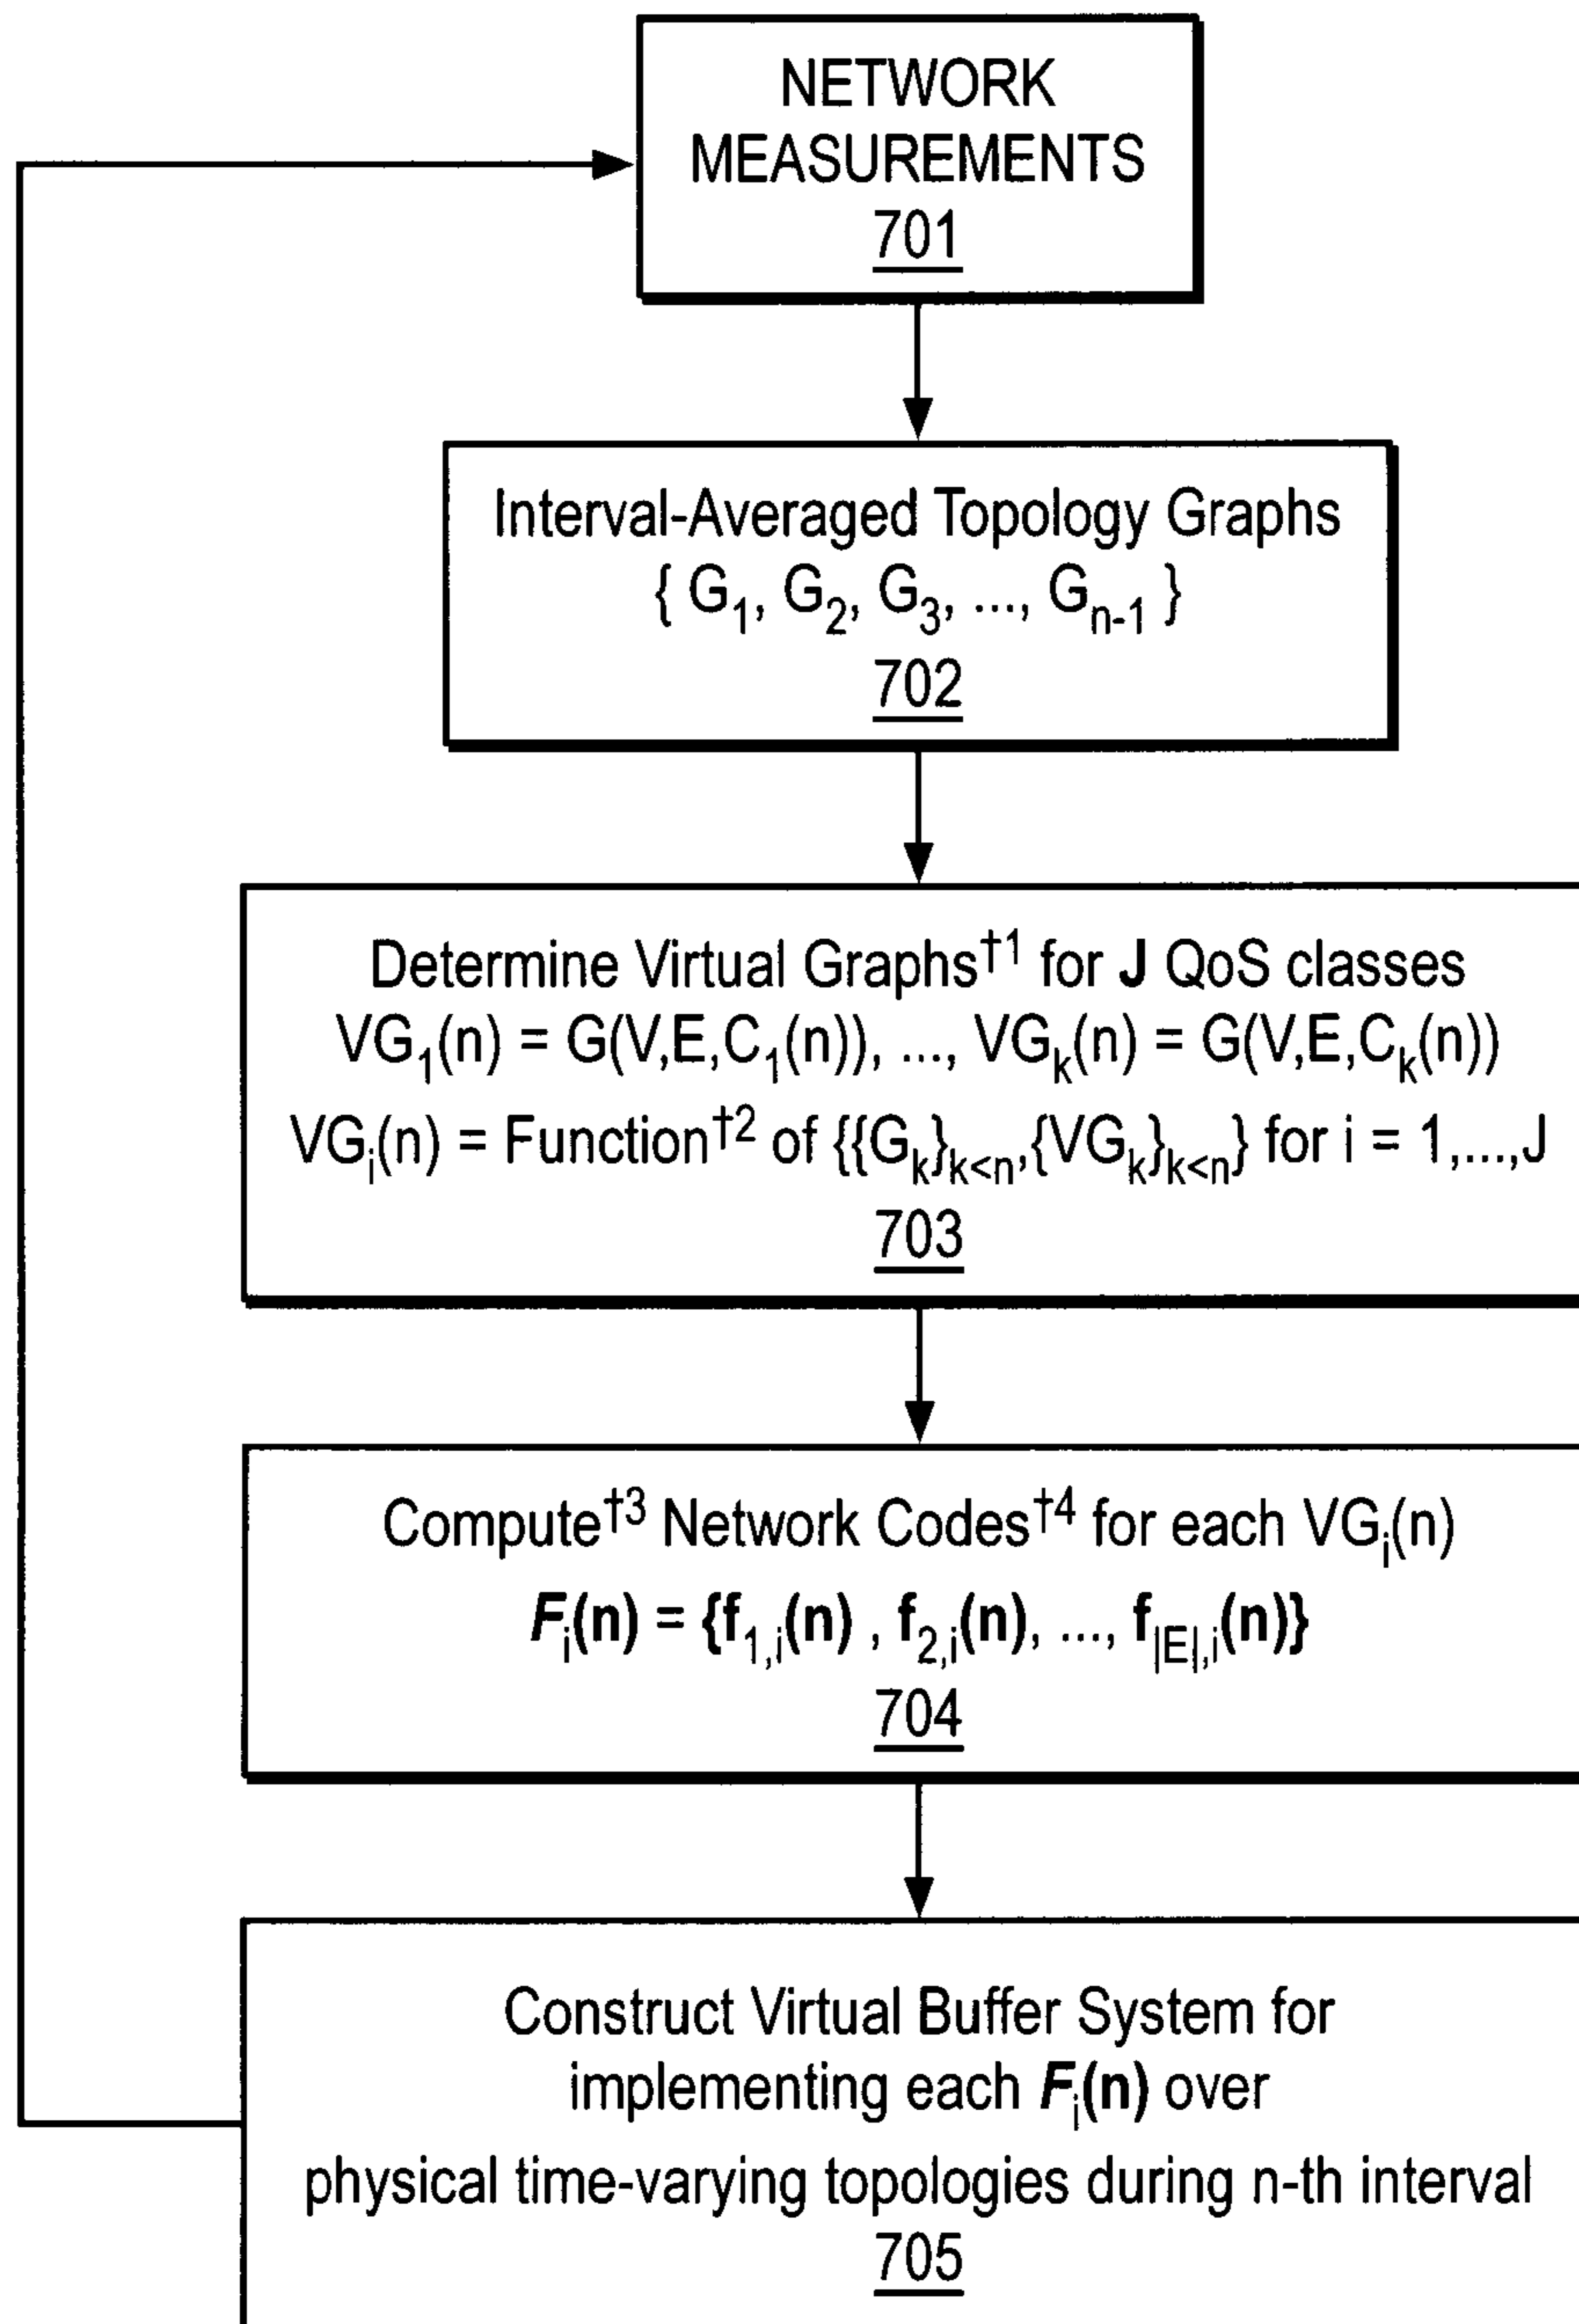 NETWORK
MEASUREMENTS
701
Interval-Averaged Topology Graphs
{ G₁, G₂, G₃, ..., Gₙ₋₁ }
702
Determine Virtual Graphs†1 for J QoS classes
VG₁(n) = G(V,E,C₁(n)), ..., VGₖ(n) = G(V,E,Cₖ(n))
VGᵢ(n) = Function†2 of {{Gₖ}k<n,{VGₖ}k<n} for i = 1,...,J
703
Compute†3 Network Codes†4 for each VGᵢ(n)
Fᵢ(n) = {f₁,ᵢ(n) , f₂,ᵢ(n), ..., f|E|,i(n)}
704
Construct Virtual Buffer System for
implementing each Fᵢ(n) over
physical time-varying topologies during n-th interval
705